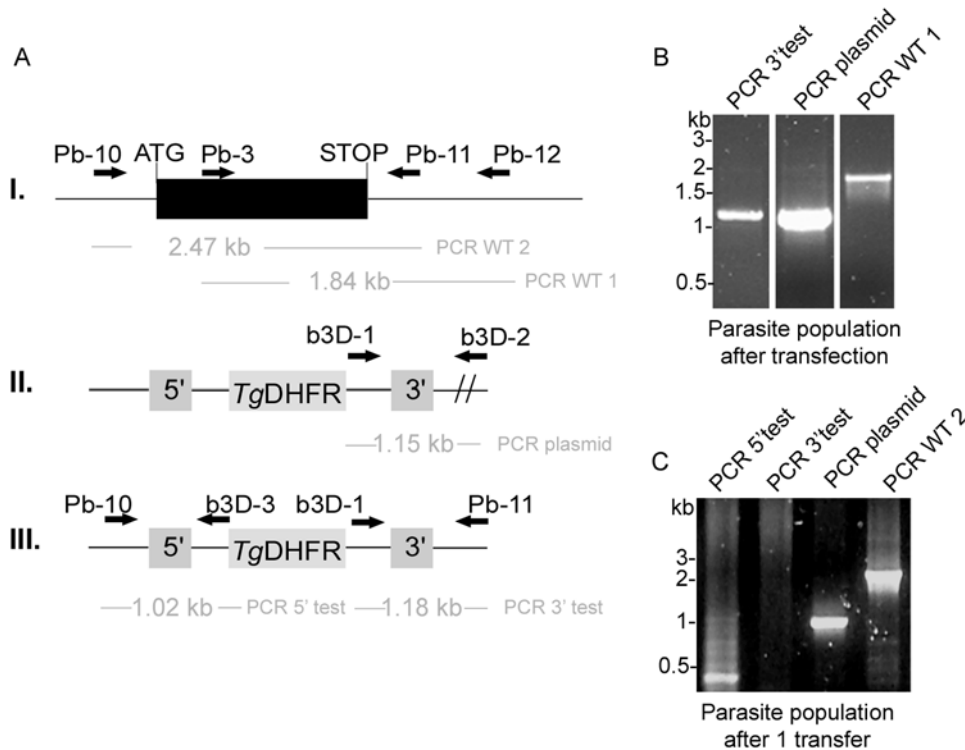 A
Pb-10 ATG Pb-3 STOP Pb-11 Pb-12
I.
2.47 kb PCR WT 2
1.84 kb PCR WT 1
b3D-1 b3D-2
II.
5' TgDHFR 3' //
1.15 kb PCR plasmid
Pb-10 b3D-3 b3D-1 Pb-11
III.
5' TgDHFR 3'
1.02 kb PCR 5' test 1.18 kb PCR 3' test
B
PCR 3'test
PCR plasmid
PCR WT 1
kb
3-
2-
1.5-
1-
0.5-
Parasite population
after transfection
C
PCR 5'test
PCR 3'test
PCR plasmid
PCR WT 2
kb
3-
2-
1-
0.5-
Parasite population
after 1 transfer